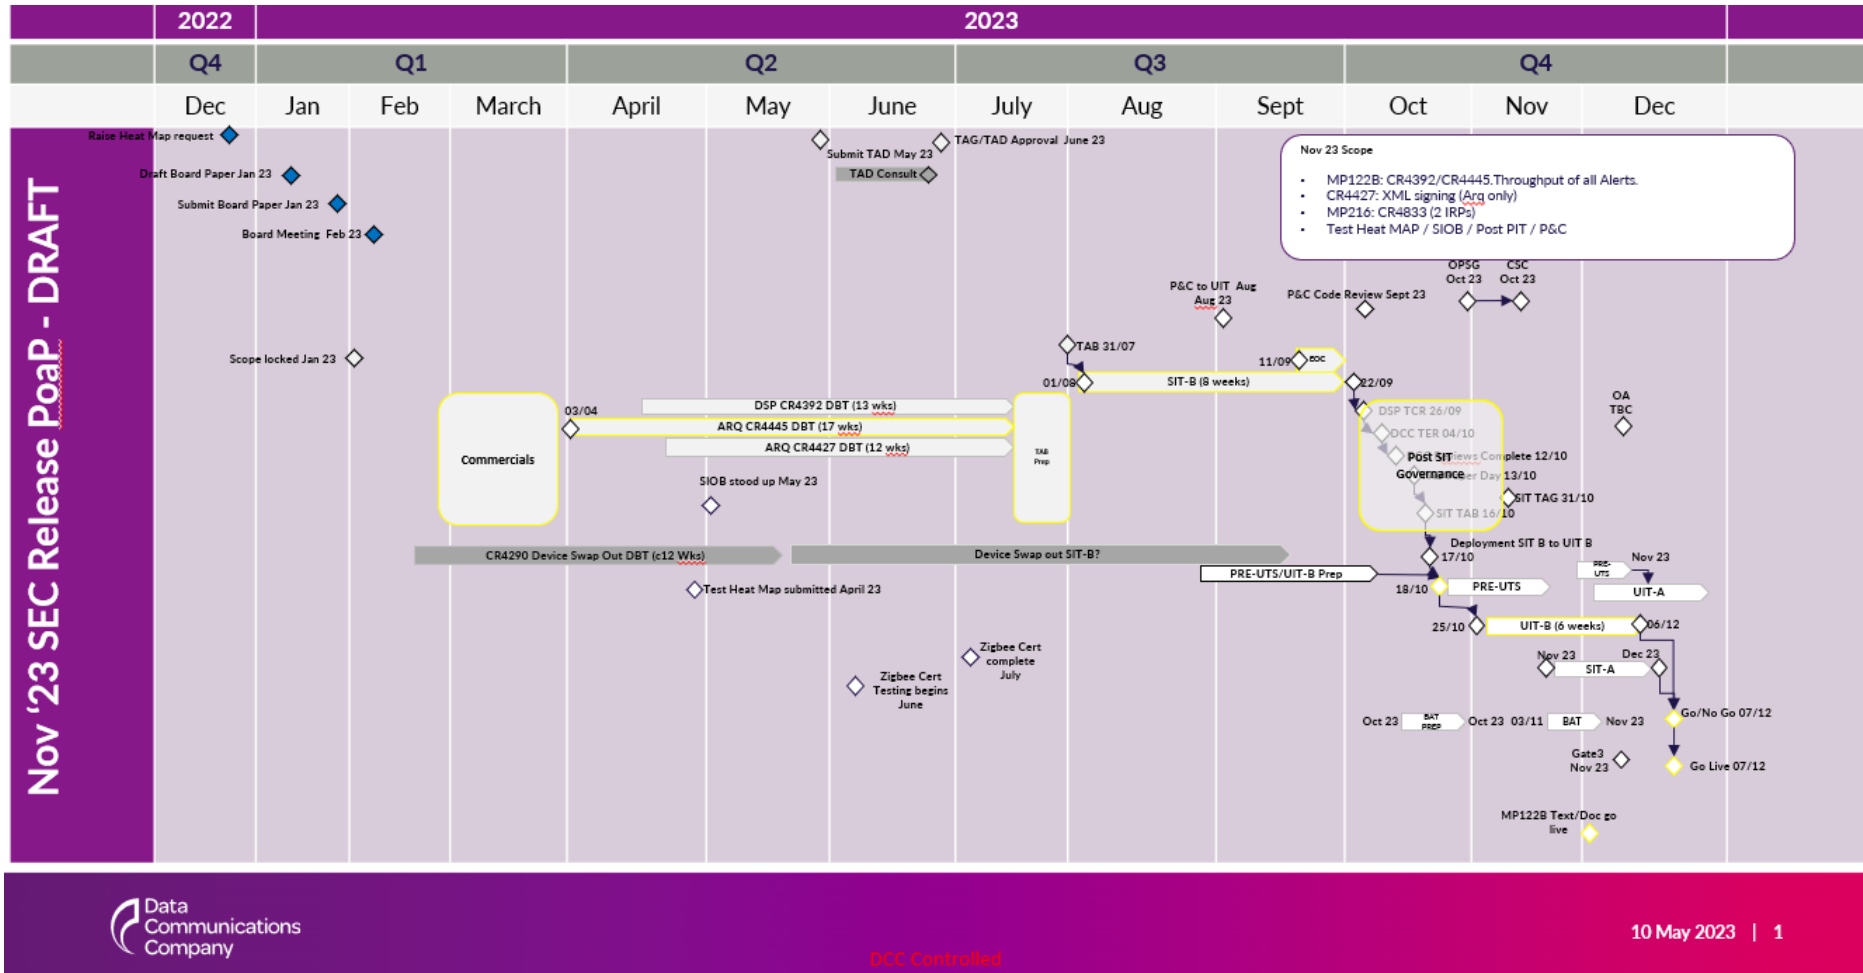 2022
2023
Q4
Q1
Q2
Q3
Q4
Dec
Jan
Feb
March
April
May
June
July
Aug
Sept
Oct
Nov
Dec
Nov ‘23 SEC Release PoaP - DRAFT
Raise Heat Map request
Draft Board Paper Jan 23
Submit Board Paper Jan 23
Board Meeting Feb 23
Submit TAD May 23
TAG/TAD Approval June 23
TAD Consult
Nov 23 Scope
• MP122B: CR4392/CR4445.Throughput of all Alerts.
• CR4427: XML signing (Arq only)
• MP216: CR4833 (2 IRPs)
• Test Heat MAP / SIOB / Post PIT / P&C
OPSG
Oct 23
CSC
Oct 23
P&C to UIT Aug
Aug 23
P&C Code Review Sept 23
Scope locked Jan 23
TAB 31/07
11/09
EOC
01/08
SIT-B (8 weeks)
22/09
OA
TBC
03/04
DSP CR4392 DBT (13 wks)
ARQ CR4445 DBT (17 wks)
ARQ CR4427 DBT (12 wks)
Commercials
TAB
Prep
DSP TCR 26/09
DCC TER 04/10
Reviews Complete 12/10
Post SIT
Governance
Paper Day 13/10
SIT TAG 31/10
SIT TAB 16/10
SIOB stood up May 23
CR4290 Device Swap Out DBT (c12 Wks)
Device Swap out SIT-B?
Deployment SIT B to UIT B
17/10
PRE-UTS/UIT-B Prep
18/10
PRE-UTS
PRE-
UTS
Nov 23
UIT-A
Test Heat Map submitted April 23
25/10
UIT-B (6 weeks)
06/12
Zigbee Cert
complete
July
Zigbee Cert
Testing begins
June
Nov 23
SIT-A
Dec 23
Oct 23
BAT
PREP
Oct 23
03/11
BAT
Nov 23
Go/No Go 07/12
Gate3
Nov 23
Go Live 07/12
MP122B Text/Doc go
live
Data
Communications
Company
DCC Controlled
10 May 2023 | 1